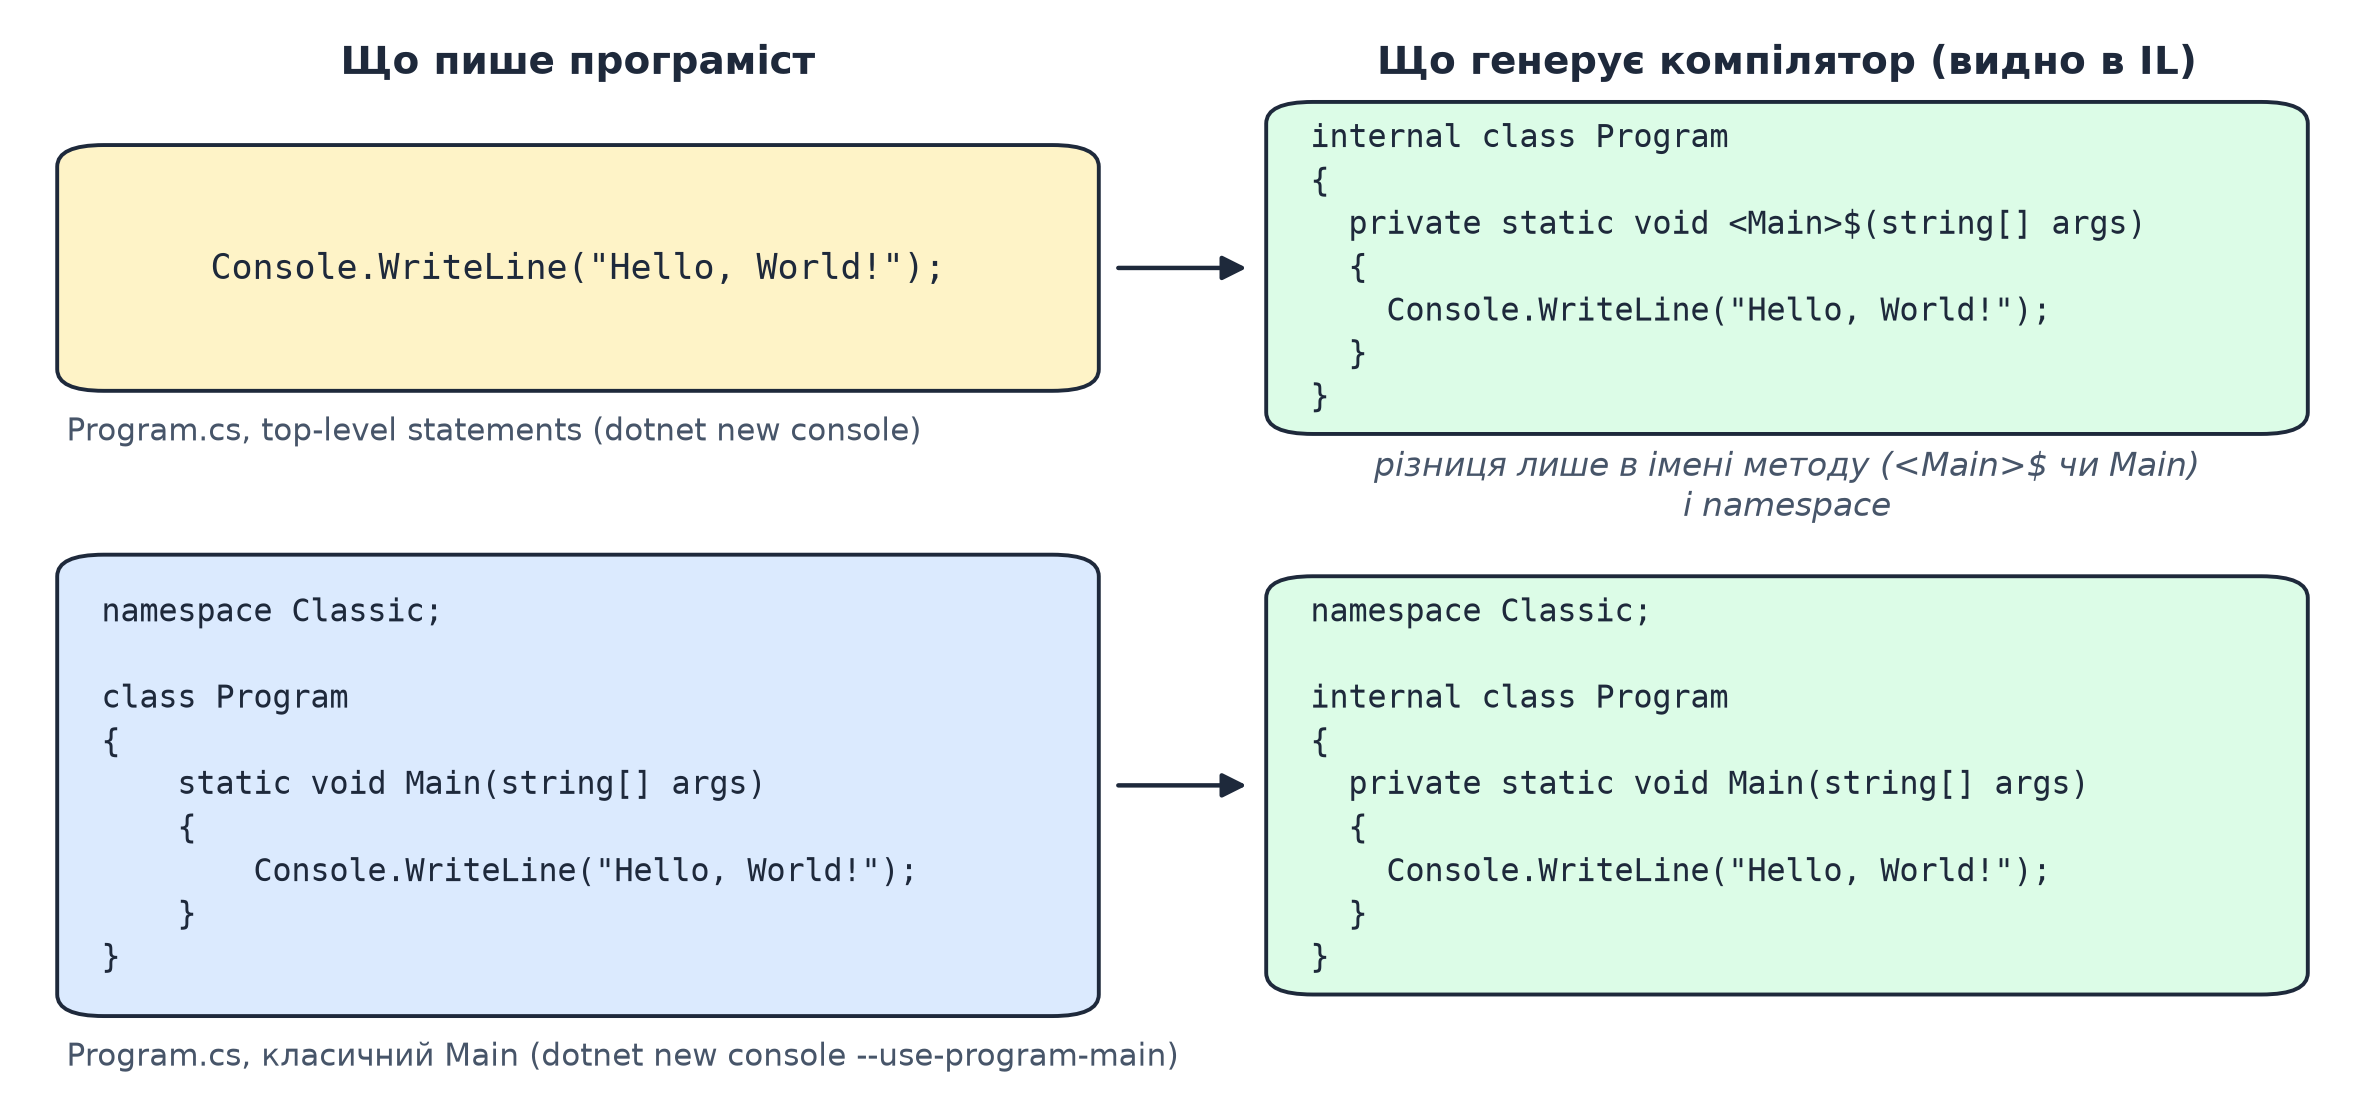 Що пише програміст
Console.WriteLine("Hello, World!");
Program.cs, top-level statements (dotnet new console)
Що генерує компілятор (видно в IL)
internal class Program
{
  private static void <Main>$(string[] args)
  {
    Console.WriteLine("Hello, World!");
  }
}
різниця лише в імені методу (<Main>$ чи Main)
і namespace
namespace Classic;
class Program
{
    static void Main(string[] args)
    {
        Console.WriteLine("Hello, World!");
    }
}
Program.cs, класичний Main (dotnet new console --use-program-main)
namespace Classic;
internal class Program
{
  private static void Main(string[] args)
  {
    Console.WriteLine("Hello, World!");
  }
}